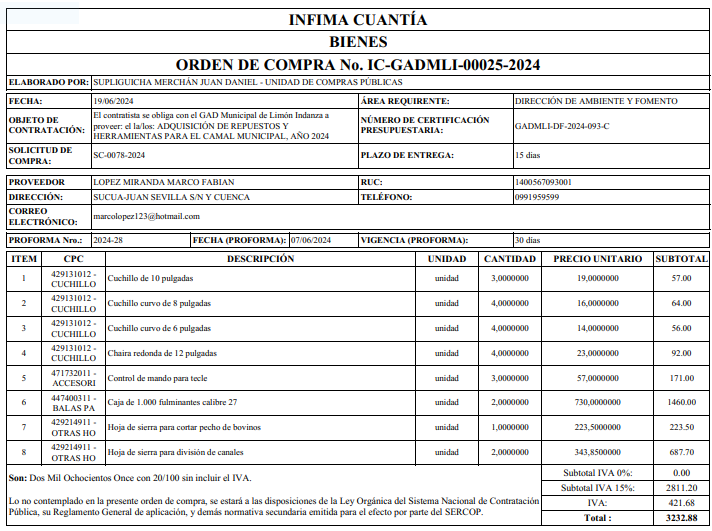 INFIMA CUANTÍA
BIENES
ORDEN DE COMPRA No. IC-GADMLI-00025-2024
ELABORADO POR: SUPLIGUICHA MERCHÁN JUAN DANIEL - UNIDAD DE COMPRAS PÚBLICAS
FECHA: 19/06/2024 ÁREA REQUIRENTE: DIRECCIÓN DE AMBIENTE Y FOMENTO
OBJETO DE CONTRATACIÓN: El contratista se obliga con el GAD Municipal de Limón Indanza a proveer: el la/los: ADQUISICIÓN DE REPUESTOS Y HERRAMIENTAS PARA EL CAMAL MUNICIPAL, AÑO 2024 NÚMERO DE CERTIFICACIÓN PRESUPUESTARIA: GADMLI-DF-2024-093-C
SOLICITUD DE COMPRA: SC-0078-2024 PLAZO DE ENTREGA: 15 días
PROVEEDOR LOPEZ MIRANDA MARCO FABIAN RUC: 1400567093001
DIRECCIÓN: SUCUA-JUAN SEVILLA S/N Y CUENCA TELÉFONO: 0991959599
CORREO ELECTRÓNICO: marcolopez123@hotmail.com
PROFORMA Nro.: 2024-28 FECHA (PROFORMA): 07/06/2024 VIGENCIA (PROFORMA): 30 días
ITEM CPC DESCRIPCIÓN UNIDAD CANTIDAD PRECIO UNITARIO SUBTOTAL
1 429131012 - CUCHILLO Cuchillo de 10 pulgadas unidad 3,0000000 19,0000000 57.00
2 429131012 - CUCHILLO Cuchillo curvo de 8 pulgadas unidad 4,0000000 16,0000000 64.00
3 429131012 - CUCHILLO Cuchillo curvo de 6 pulgadas unidad 4,0000000 14,0000000 56.00
4 429131012 - CUCHILLO Chaira redonda de 12 pulgadas unidad 4,0000000 23,0000000 92.00
5 471732011 - ACCESORI Control de mando para tecle unidad 3,0000000 57,0000000 171.00
6 447400311 - BALAS PA Caja de 1.000 fulminantes calibre 27 unidad 2,0000000 730,0000000 1460.00
7 429214911 - OTRAS HO Hoja de sierra para cortar pecho de bovinos unidad 1,0000000 223,5000000 223.50
8 429214911 - OTRAS HO Hoja de sierra para división de canales unidad 2,0000000 343,8500000 687.70
Son: Dos Mil Ochocientos Once con 20/100 sin incluir el IVA.
Lo no contemplado en la presente orden de compra, se estará a las disposiciones de la Ley Orgánica del Sistema Nacional de Contratación
Pública, su Reglamento General de aplicación, y demás normativa secundaria emitida para el efecto por parte del SERCOP.
Subtotal IVA 0%: 0.00
Subtotal IVA 15%: 2811.20
IVA: 421.68
Total : 3232.88